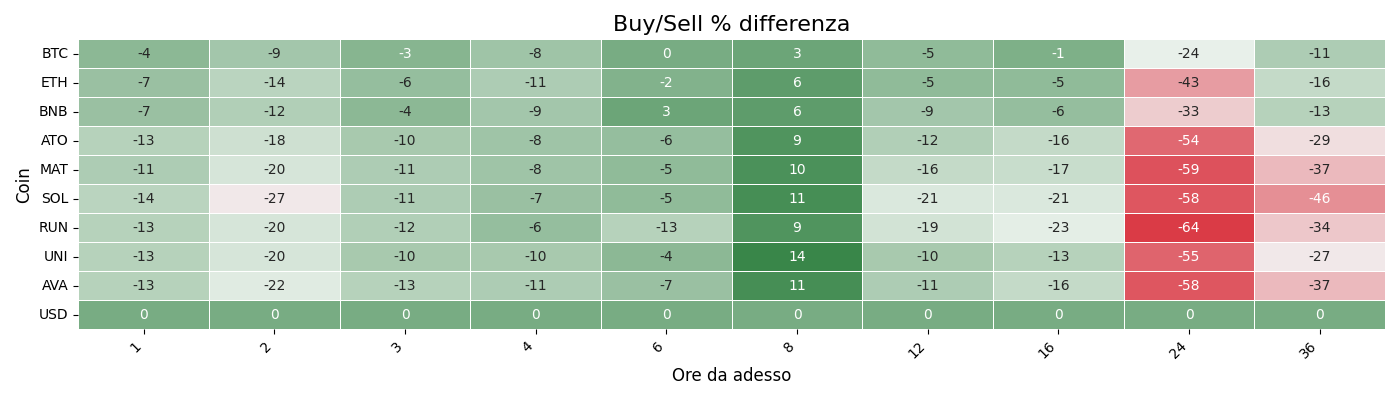 Buy/Sell % differenza
Coin
BTC -4 -9 -3 -8 0 3 -5 -1 -24 -11
ETH -7 -14 -6 -11 -2 6 -5 -5 -43 -16
BNB -7 -12 -4 -9 3 6 -9 -6 -33 -13
ATO -13 -18 -10 -8 -6 9 -12 -16 -54 -29
MAT -11 -20 -11 -8 -5 10 -16 -17 -59 -37
SOL -14 -27 -11 -7 -5 11 -21 -21 -58 -46
RUN -13 -20 -12 -6 -13 9 -19 -23 -64 -34
UNI -13 -20 -10 -10 -4 14 -10 -13 -55 -27
AVA -13 -22 -13 -11 -7 11 -11 -16 -58 -37
USD 0 0 0 0 0 0 0 0 0 0
1 2 3 4 6 8 12 16 24 36
Ore da adesso